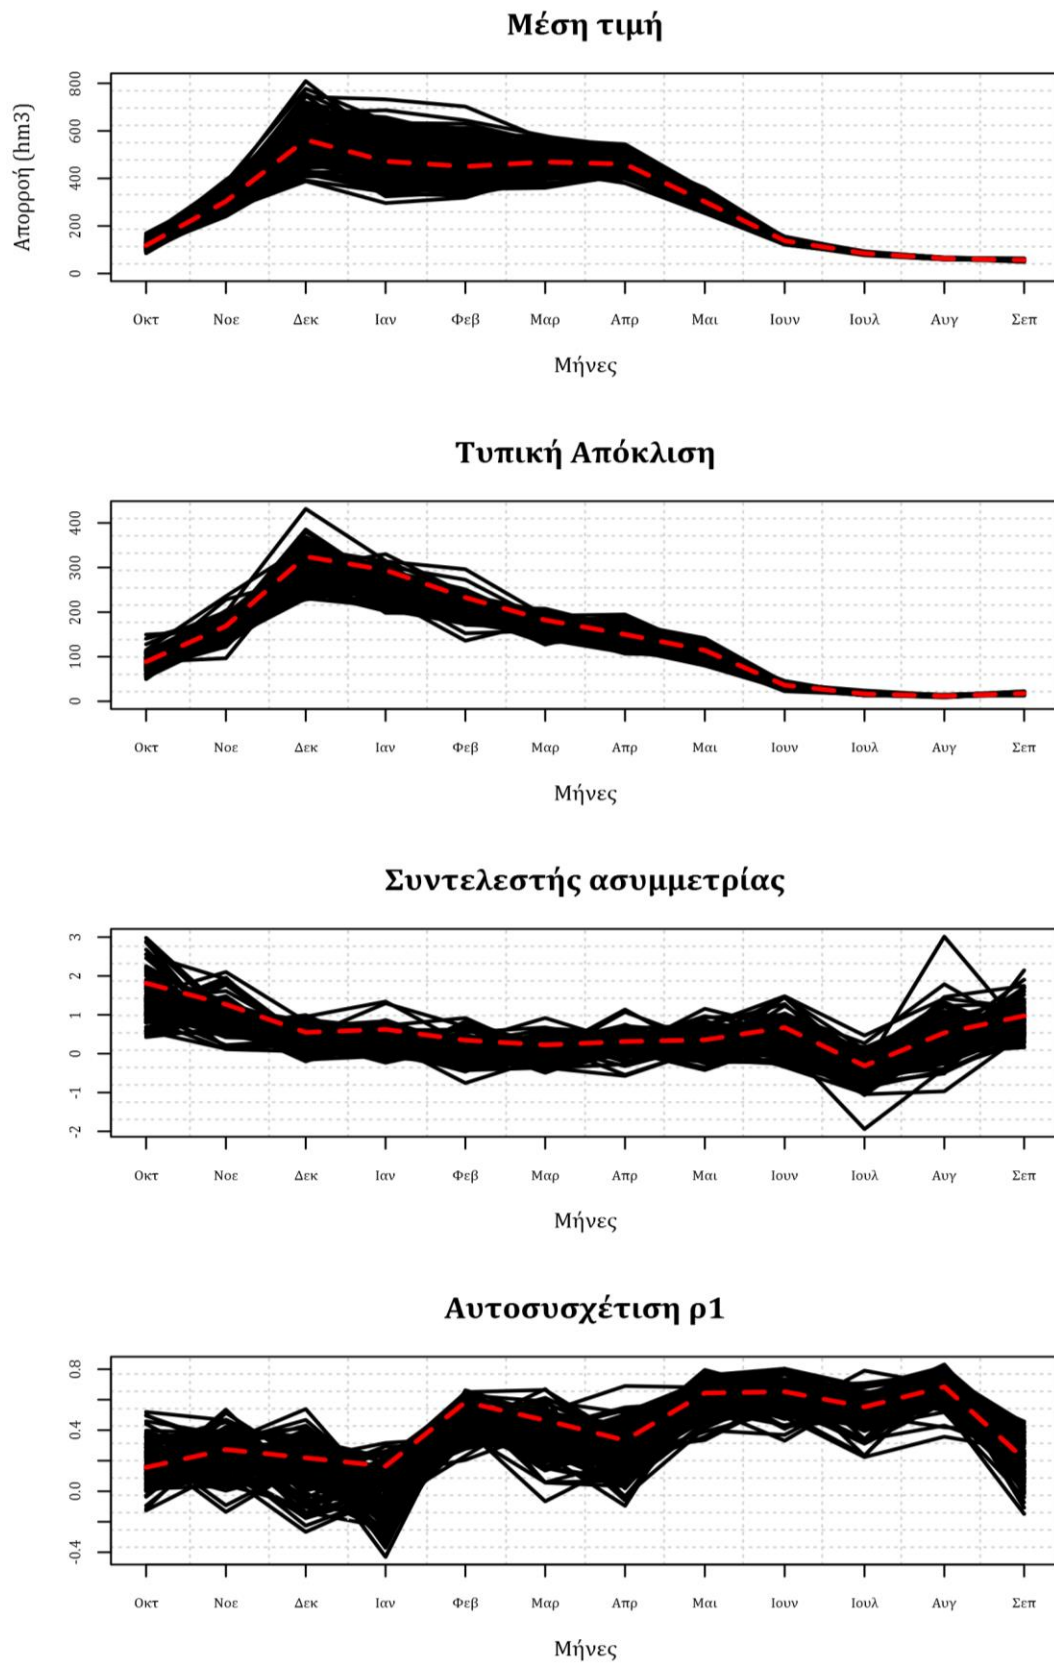 Μέση τιμή
Απορροή (hm3)
800
600
400
200
0
Οκτ Νοε Δεκ Ιαν Φεβ Μαρ Απρ Μαι Ιουν Ιουλ Αυγ Σεπ
Μήνες
Τυπική Απόκλιση
400
300
200
100
0
Οκτ Νοε Δεκ Ιαν Φεβ Μαρ Απρ Μαι Ιουν Ιουλ Αυγ Σεπ
Μήνες
Συντελεστής ασυμμετρίας
3
2
1
0
-1
-2
Οκτ Νοε Δεκ Ιαν Φεβ Μαρ Απρ Μαι Ιουν Ιουλ Αυγ Σεπ
Μήνες
Αυτοσυσχέτιση ρ1
0.8
0.4
0.0
-0.4
Οκτ Νοε Δεκ Ιαν Φεβ Μαρ Απρ Μαι Ιουν Ιουλ Αυγ Σεπ
Μήνες